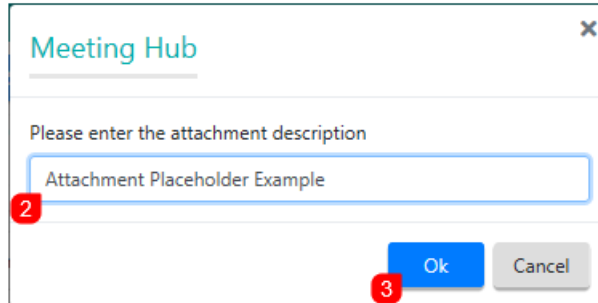 ×
Meeting Hub
Please enter the attachment description
Attachment Placeholder Example
2
Ok
Cancel
3